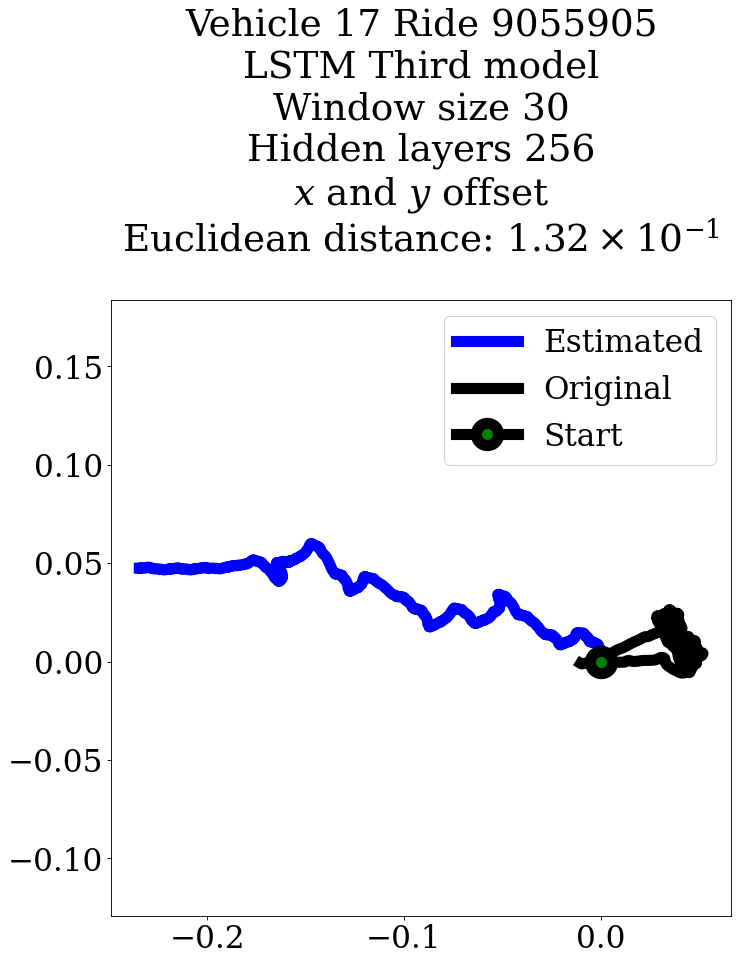 Vehicle 17 Ride 9055905
LSTM Third model
Window size 30
Hidden layers 256
x and y offset
Euclidean distance: 1.32 × 10⁻¹
Estimated
Original
Start
0.15
0.10
0.05
0.00
−0.05
−0.10
−0.2
−0.1
0.0